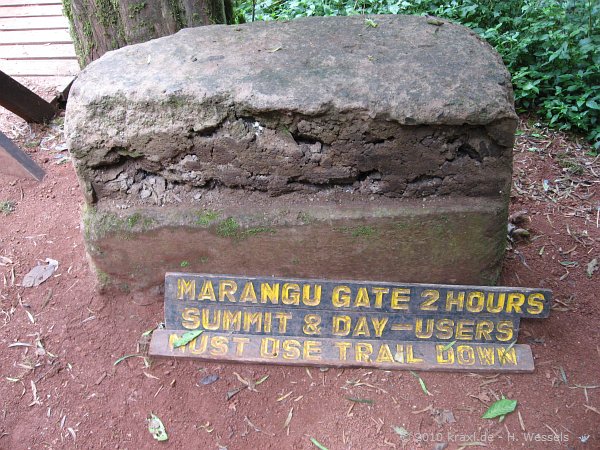 MARANGU GATE 2 HOURS
SUMMIT & DAY-USERS
MUST USE TRAIL DOWN
©2010 kraxl.de - H. Wessels